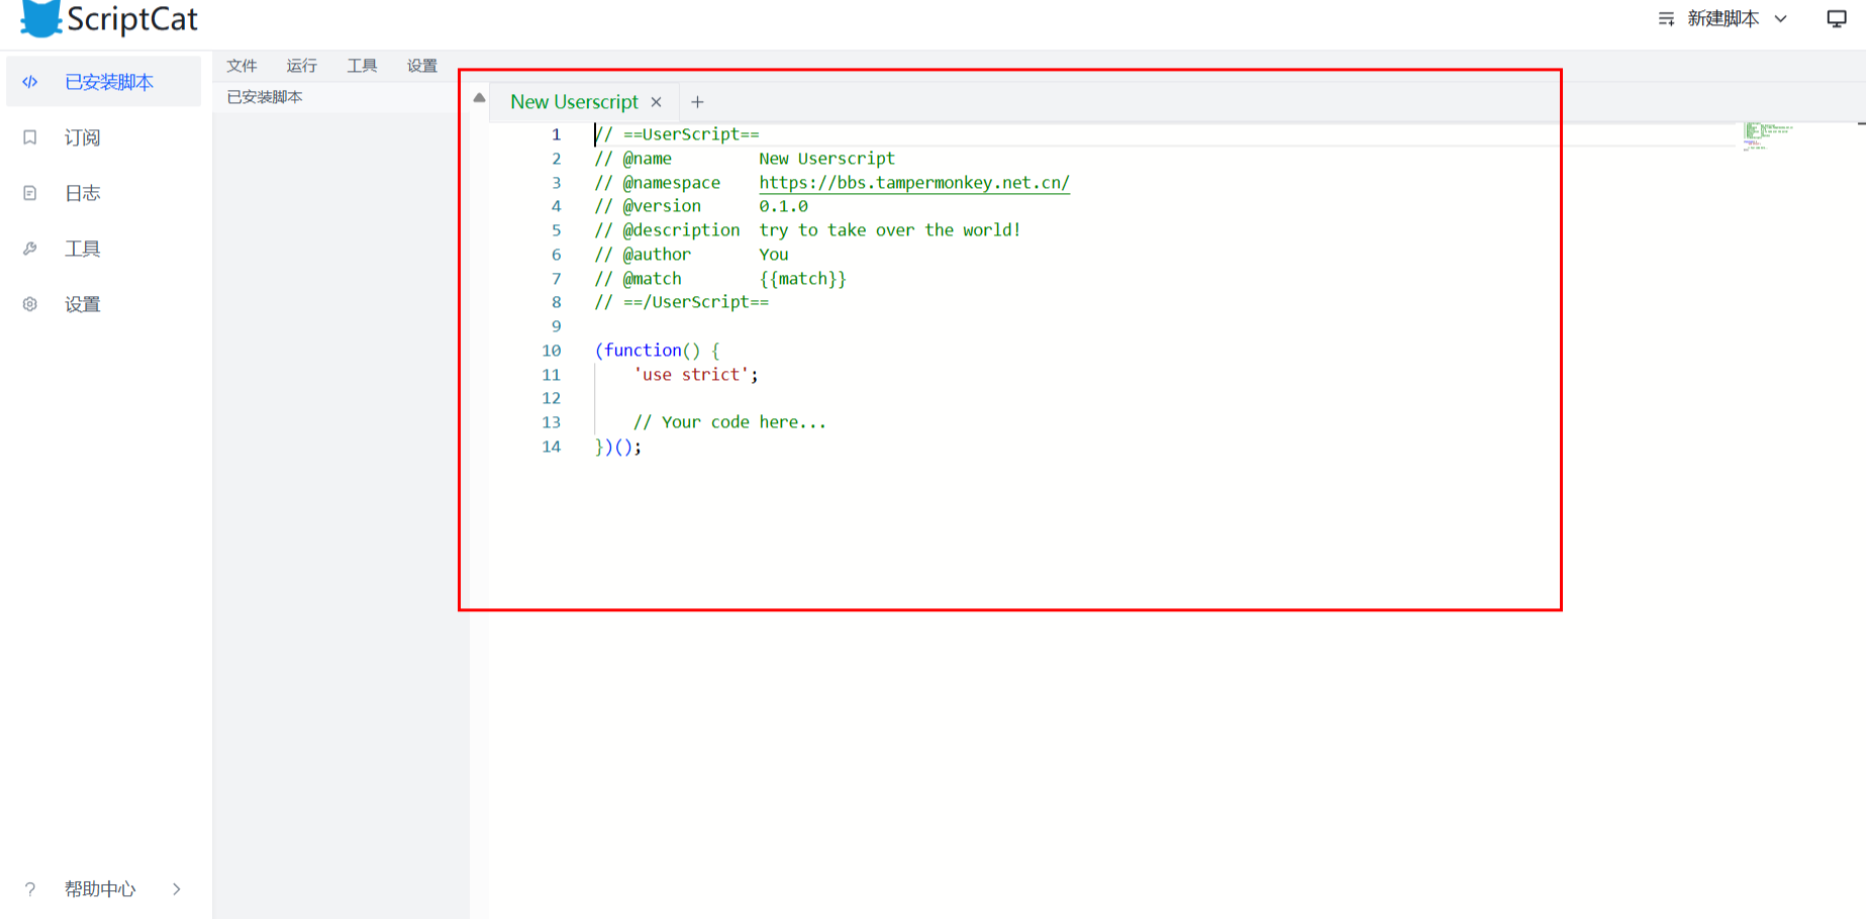 ScriptCat
新建脚本
已安装脚本
订阅
日志
工具
设置
帮助中心
文件 运行 工具 设置
已安装脚本
New Userscript
1 // ==UserScript==
2 // @name         New Userscript
3 // @namespace    https://bbs.tampermonkey.net.cn/
4 // @version      0.1.0
5 // @description  try to take over the world!
6 // @author       You
7 // @match        {{match}}
8 // ==/UserScript==
9
10 (function() {
11     'use strict';
12
13     // Your code here...
14 })();